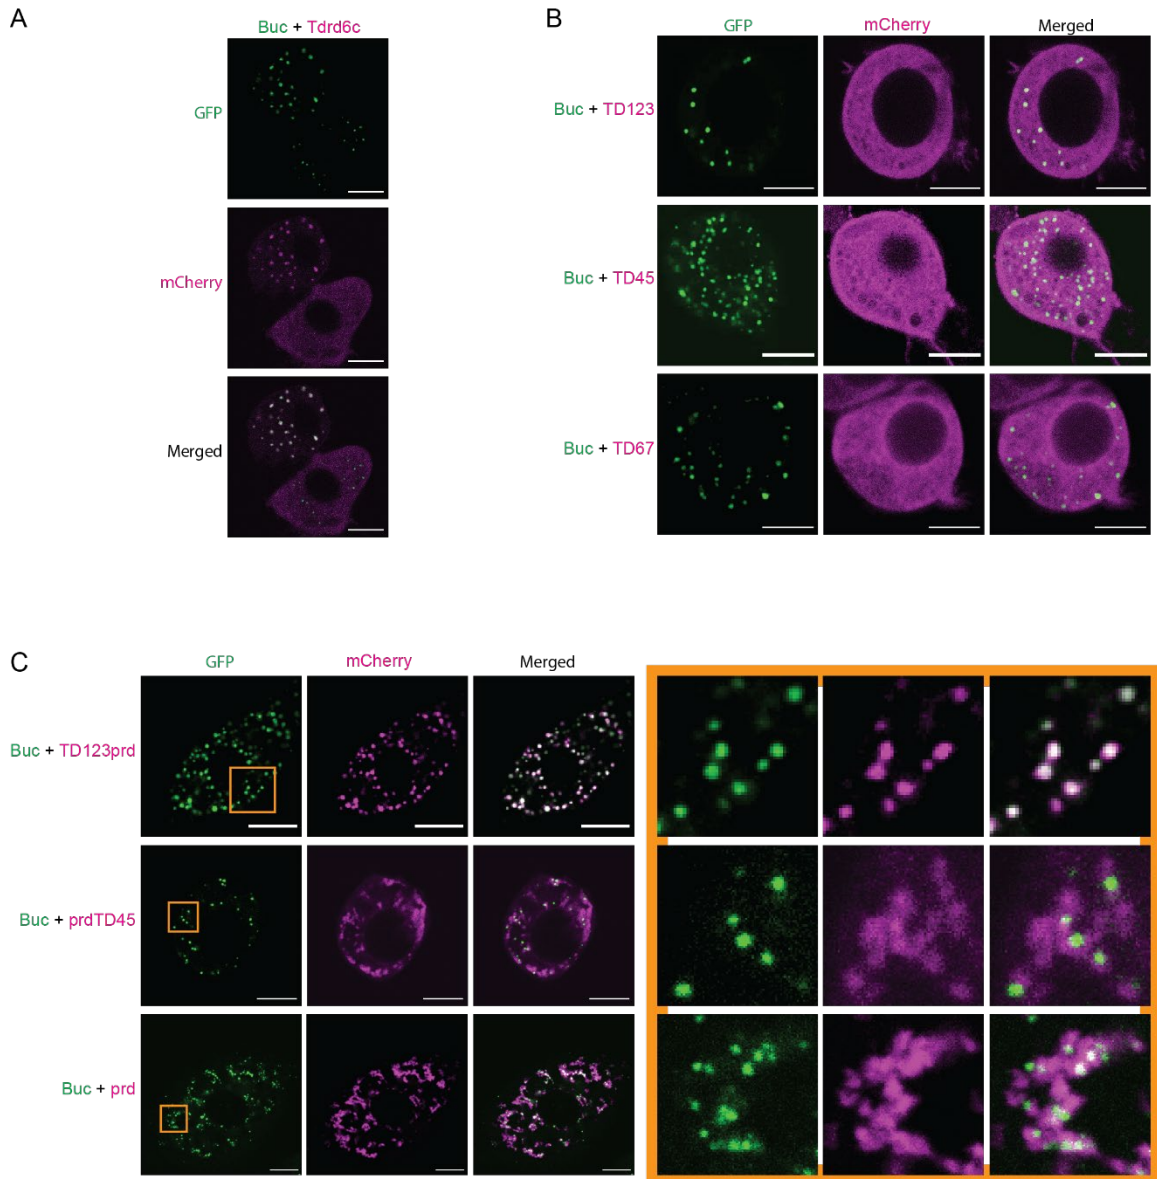 A
Buc + Tdrd6c
GFP
mCherry
Merged
B
GFP mCherry Merged
Buc + TD123
Buc + TD45
Buc + TD67
C
GFP mCherry Merged
Buc + TD123prd
Buc + prdTD45
Buc + prd